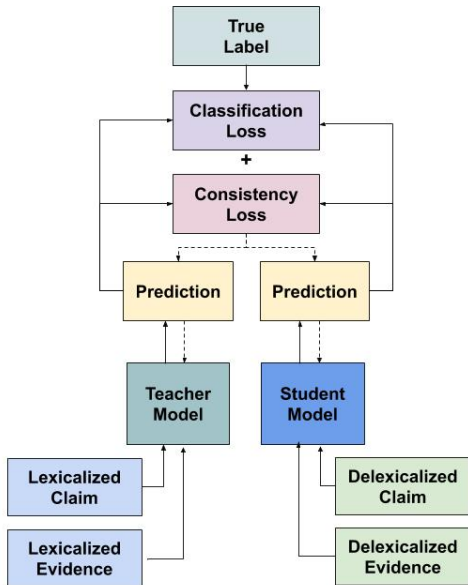 True
Label
Classification
Loss
+
Consistency
Loss
Prediction
Prediction
Teacher
Model
Student
Model
Lexicalized
Claim
Delexicalized
Claim
Lexicalized
Evidence
Delexicalized
Evidence